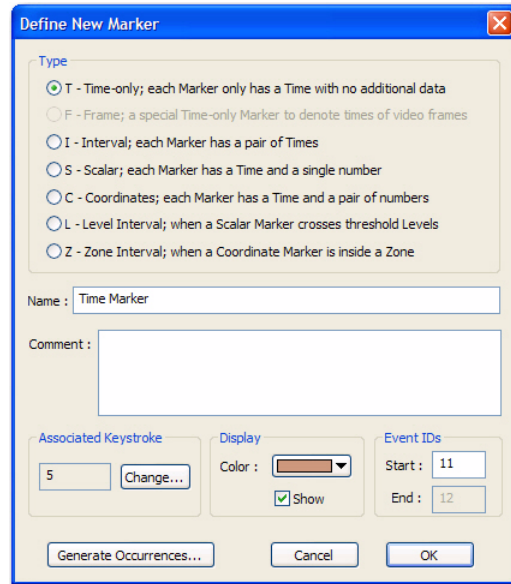 Define New Marker
Type
T - Time-only; each Marker only has a Time with no additional data
F - Frame; a special Time-only Marker to denote times of video frames
I - Interval; each Marker has a pair of Times
S - Scalar; each Marker has a Time and a single number
C - Coordinates; each Marker has a Time and a pair of numbers
L - Level Interval; when a Scalar Marker crosses threshold Levels
Z - Zone Interval; when a Coordinate Marker is inside a Zone
Name : Time Marker
Comment :
Associated Keystroke
5 Change...
Display
Color :
Show
Event IDs
Start : 11
End : 12
Generate Occurrences... Cancel OK